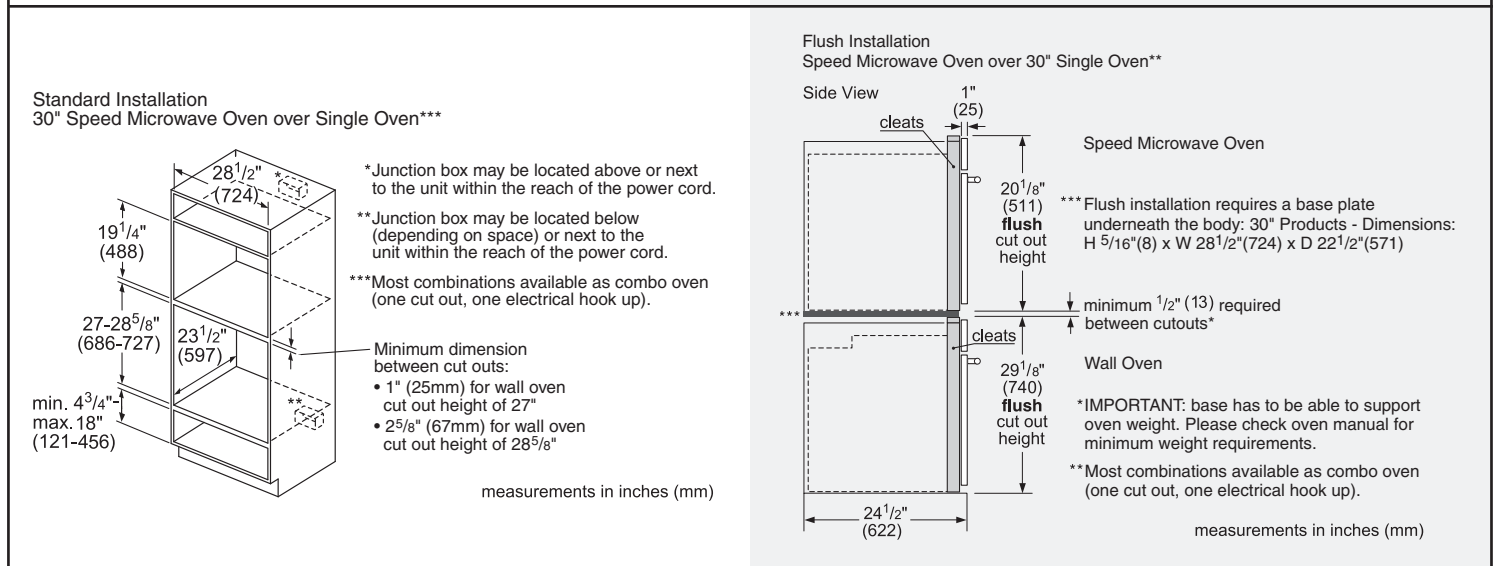 Standard Installation
30" Speed Microwave Oven over Single Oven***
28 1/2"
(724)
*
19 1/4"
(488)
27-28 5/8"
(686-727)
23 1/2"
(597)
min. 4 3/4"-
max. 18"
(121-456)
**
*Junction box may be located above or next
to the unit within the reach of the power cord.
**Junction box may be located below
(depending on space) or next to the
unit within the reach of the power cord.
***Most combinations available as combo oven
(one cut out, one electrical hook up).
Minimum dimension
between cut outs:
• 1" (25mm) for wall oven
cut out height of 27"
• 2 5/8" (67mm) for wall oven
cut out height of 28 5/8"
measurements in inches (mm)
Flush Installation
Speed Microwave Oven over 30" Single Oven**
Side View
1"
(25)
cleats
Speed Microwave Oven
20 1/8"
(511)
flush
cut out
height
***Flush installation requires a base plate
underneath the body: 30" Products - Dimensions:
H 5/16"(8) x W 28 1/2"(724) x D 22 1/2"(571)
***
minimum 1/2" (13) required
between cutouts*
cleats
Wall Oven
29 1/8"
(740)
flush
cut out
height
*IMPORTANT: base has to be able to support
oven weight. Please check oven manual for
minimum weight requirements.
**Most combinations available as combo oven
(one cut out, one electrical hook up).
24 1/2"
(622)
measurements in inches (mm)